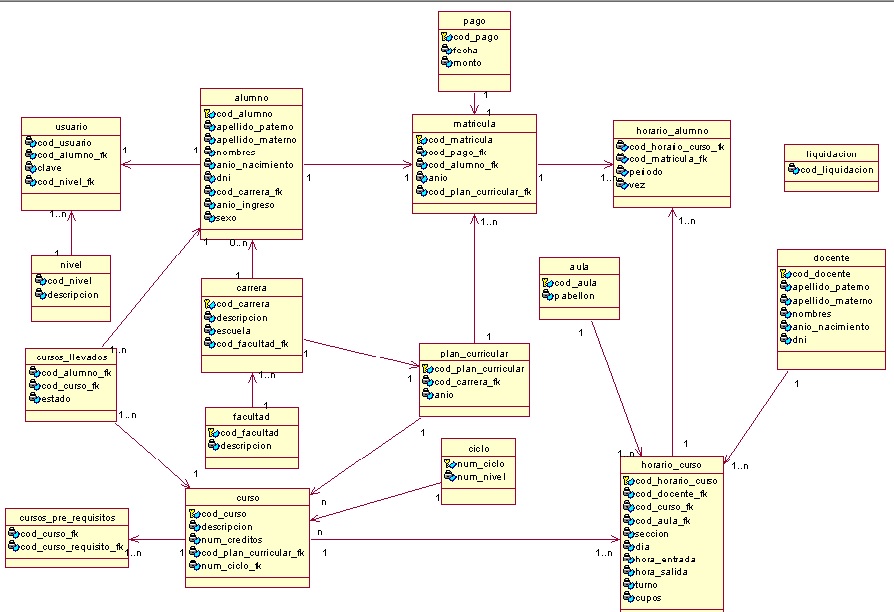 pago
cod_pago
fecha
monto
1
1
alumno
cod_alumno
apellido_paterno
apellido_materno
nombres
anio_nacimiento
dni
cod_carrera_fk
anio_ingreso
sexo
usuario
cod_usuario
cod_alumno_fk
clave
cod_nivel_fk
1
1
1..n
1
matricula
cod_matricula
cod_pago_fk
cod_alumno_fk
anio
cod_plan_curricular_fk
1
1
horario_alumno
cod_horario_curso_fk
cod_matricula_fk
periodo
vez
1
1..n
liquidacion
cod_liquidacion
nivel
cod_nivel
descripcion
1
0..n
1
carrera
cod_carrera
descripcion
escuela
cod_facultad_fk
1
1
1..n
1
aula
cod_aula
pabellon
1
1..n
docente
cod_docente
apellido_paterno
apellido_materno
nombres
anio_nacimiento
dni
1
1..n
cursos_llevados
cod_alumno_fk
cod_curso_fk
estado
1..n
1..n
1
plan_curricular
cod_plan_curricular
cod_carrera_fk
anio
1..n
1
1
n
facultad
cod_facultad
descripcion
1..n
1
ciclo
num_ciclo
num_nivel
1
n
curso
cod_curso
descripcion
num_creditos
cod_plan_curricular_fk
num_ciclo_fk
cursos_pre_requisitos
cod_curso_fk
cod_curso_requisito_fk
1..n
1
1
1..n
horario_curso
cod_horario_curso
cod_docente_fk
cod_curso_fk
cod_aula_fk
seccion
dia
hora_entrada
hora_salida
turno
cupos
1
1..n